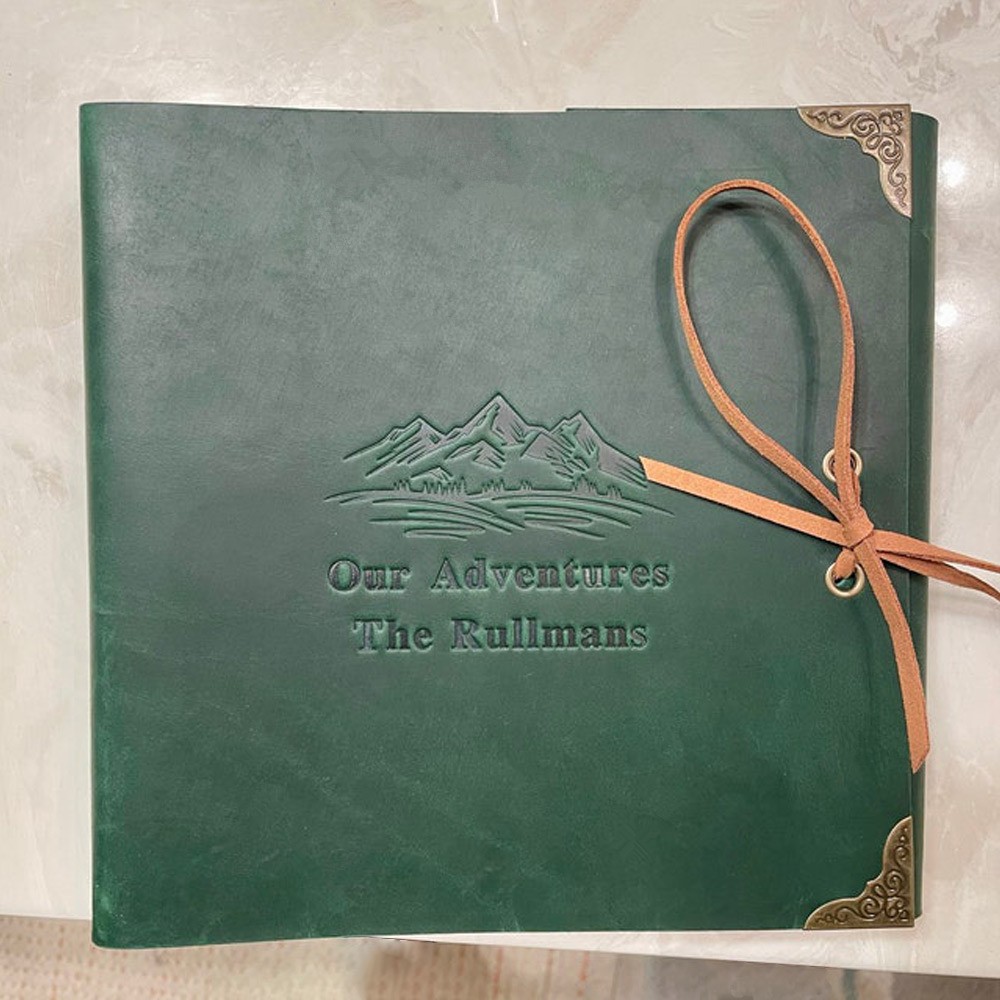 Our Adventures
The Rullmans